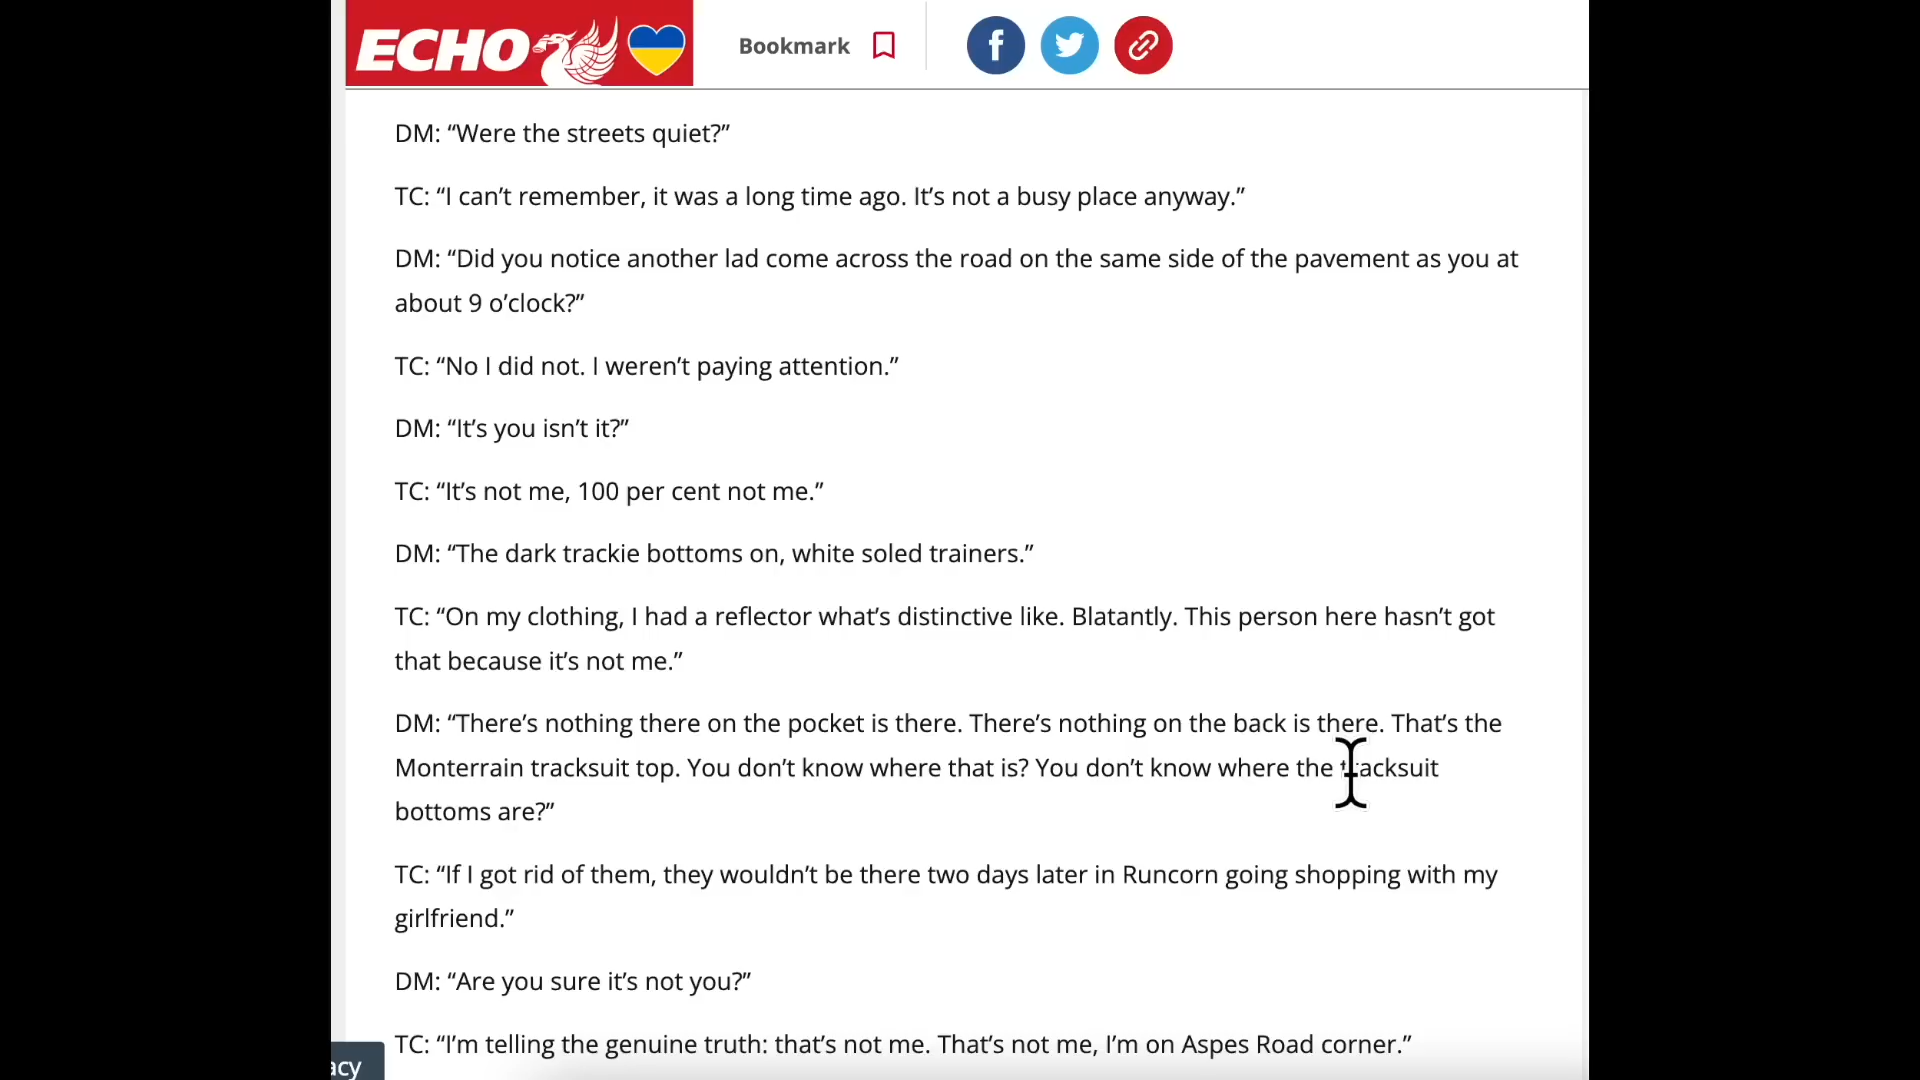 ECHO
Bookmark
DM: “Were the streets quiet?”
TC: “I can’t remember, it was a long time ago. It’s not a busy place anyway.”
DM: “Did you notice another lad come across the road on the same side of the pavement as you at
about 9 o’clock?”
TC: “No I did not. I weren’t paying attention.”
DM: “It’s you isn’t it?”
TC: “It’s not me, 100 per cent not me.”
DM: “The dark trackie bottoms on, white soled trainers.”
TC: “On my clothing, I had a reflector what’s distinctive like. Blatantly. This person here hasn’t got
that because it’s not me.”
DM: “There’s nothing there on the pocket is there. There’s nothing on the back is there. That’s the
Monterrain tracksuit top. You don’t know where that is? You don’t know where the tracksuit
bottoms are?”
TC: “If I got rid of them, they wouldn’t be there two days later in Runcorn going shopping with my
girlfriend.”
DM: “Are you sure it’s not you?”
TC: “I’m telling the genuine truth: that’s not me. That’s not me, I’m on Aspes Road corner.”
acy